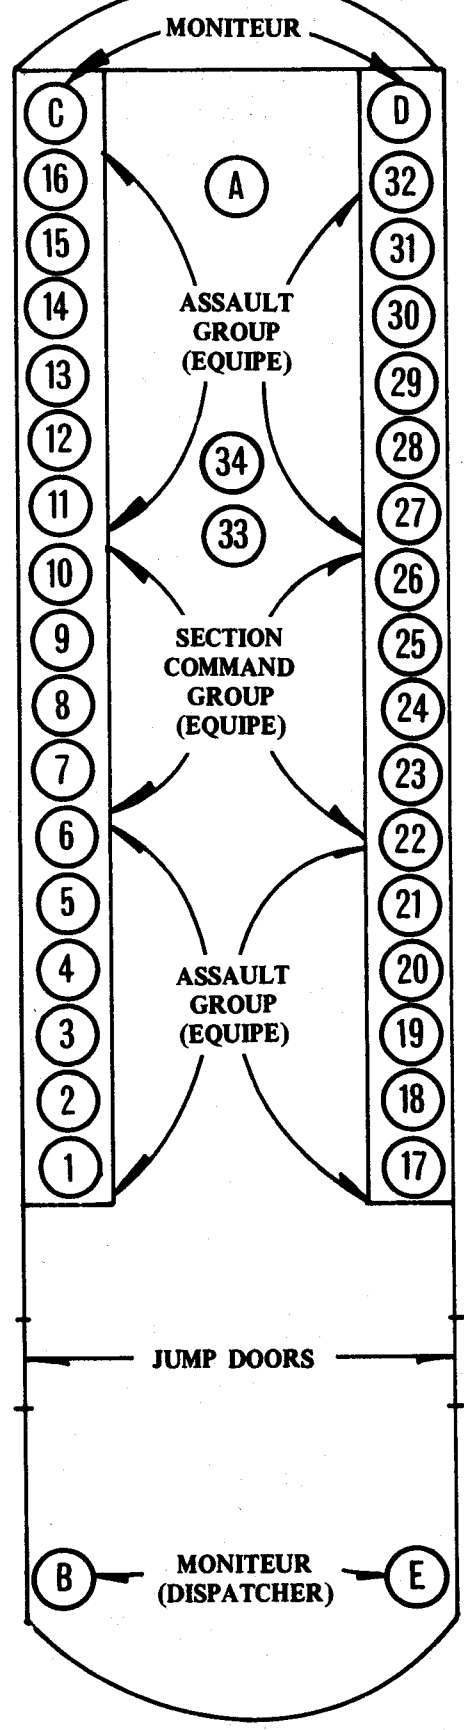 MONITEUR
C D
16 A 32
15 31
14 ASSAULT 30
GROUP
(EQUIPE)
13 29
12 34 28
11 33 27
10 26
9 SECTION 25
COMMAND
8 GROUP 24
(EQUIPE)
7 23
6 22
5 21
4 ASSAULT 20
GROUP
3 (EQUIPE) 19
2 18
1 17
JUMP DOORS
B MONITEUR E
(DISPATCHER)